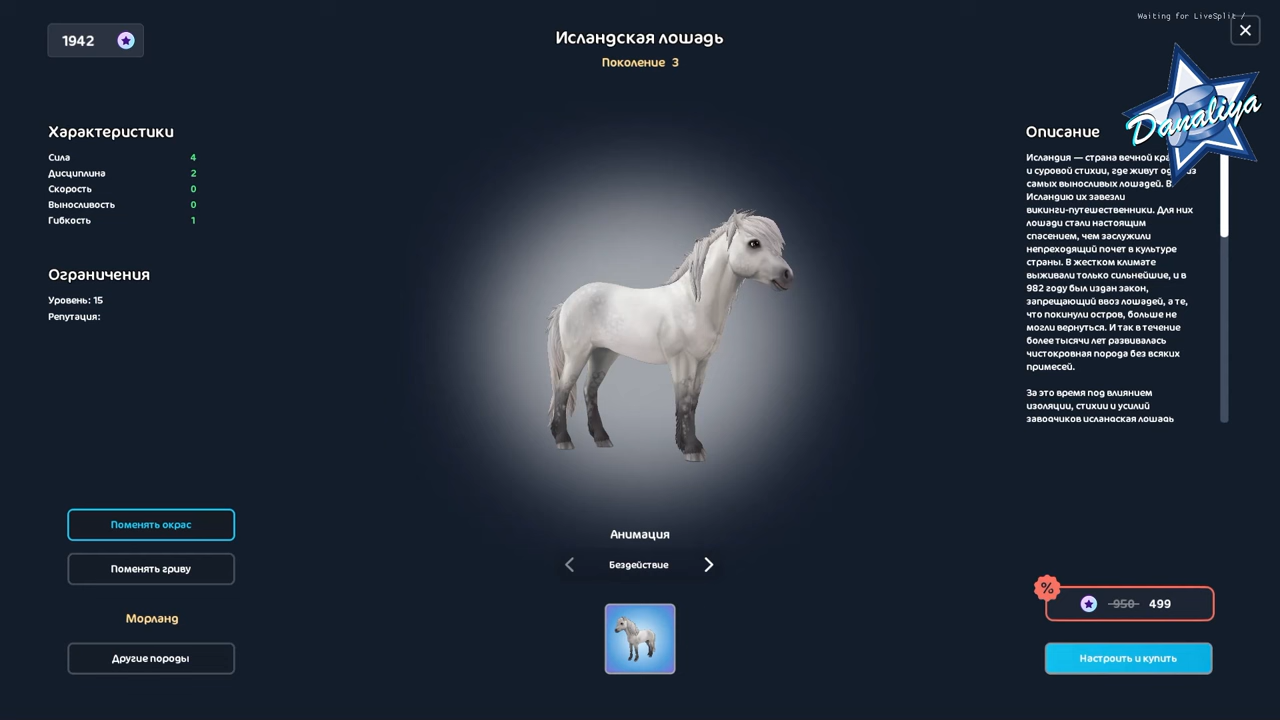 Waiting for LiveSplit /
1942
Исландская лошадь
Поколение 3
Danaliya
Характеристики
Сила 4
Дисциплина 2
Скорость 0
Выносливость 0
Гибкость 1
Ограничения
Уровень: 15
Репутация:
Поменять окрас
Поменять гриву
Морланд
Другие породы
Анимация
Бездействие
Описание
Исландия — страна вечной
и суровой стихии, где живут
самых выносливых лошадей. В
Исландию их завезли
викинги-путешественники. Для них
лошади стали настоящим
спасением, чем заслужили
непреходящий почет в культуре
страны. В жестком климате
выживали только сильнейшие, и в
982 году был издан закон,
запрещающий ввоз лошадей, а те,
что покинули остров, больше не
могли вернуться. И так в течение
более тысячи лет развивалась
чистокровная порода без всяких
примесей.
За это время под влиянием
изоляции, стихии и усилий
заводчиков исландская лошадь
%
950 499
Настроить и купить